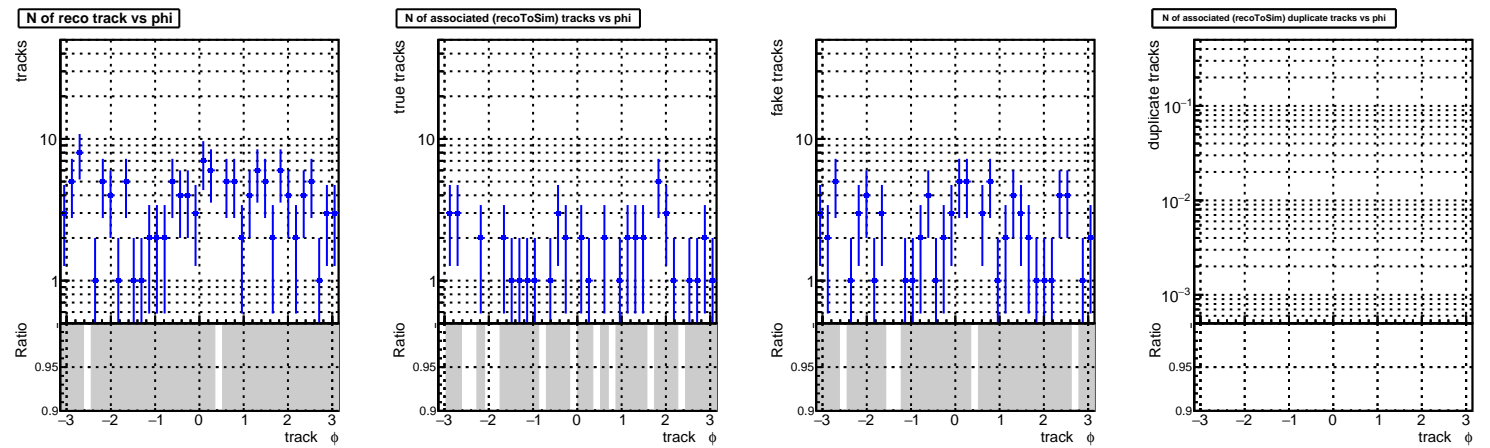 N of reco track vs phi
tracks
10
1
Ratio
1
0.95
0.9
−3 −2 −1 0 1 2 3
track ϕ
N of associated (recoToSim) tracks vs phi
true tracks
10
1
Ratio
1
0.95
0.9
−3 −2 −1 0 1 2 3
track ϕ
fake tracks
10
1
Ratio
1
0.95
0.9
−3 −2 −1 0 1 2 3
track ϕ
N of associated (recoToSim) duplicate tracks vs phi
duplicate tracks
10⁻¹
10⁻²
10⁻³
Ratio
1
0.95
0.9
−3 −2 −1 0 1 2 3
track ϕ